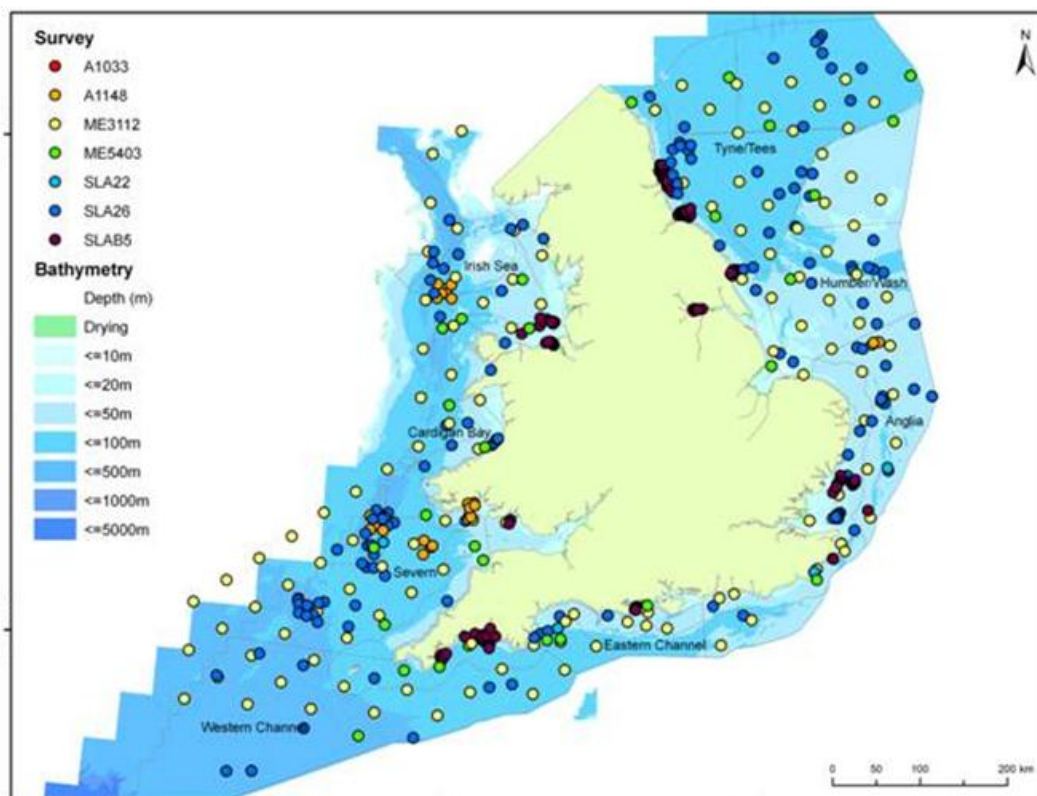 Survey
A1033
A1148
ME3112
ME5403
SLA22
SLA26
SLAB5
Bathymetry
Depth (m)
Drying
<=10m
<=20m
<=50m
<=100m
<=500m
<=1000m
<=5000m
N
Tyne/Tees
Irish Sea
Humber/Wash
Cardigan Bay
Anglia
Severn
Eastern Channel
Western Channel
0 50 100 200 km